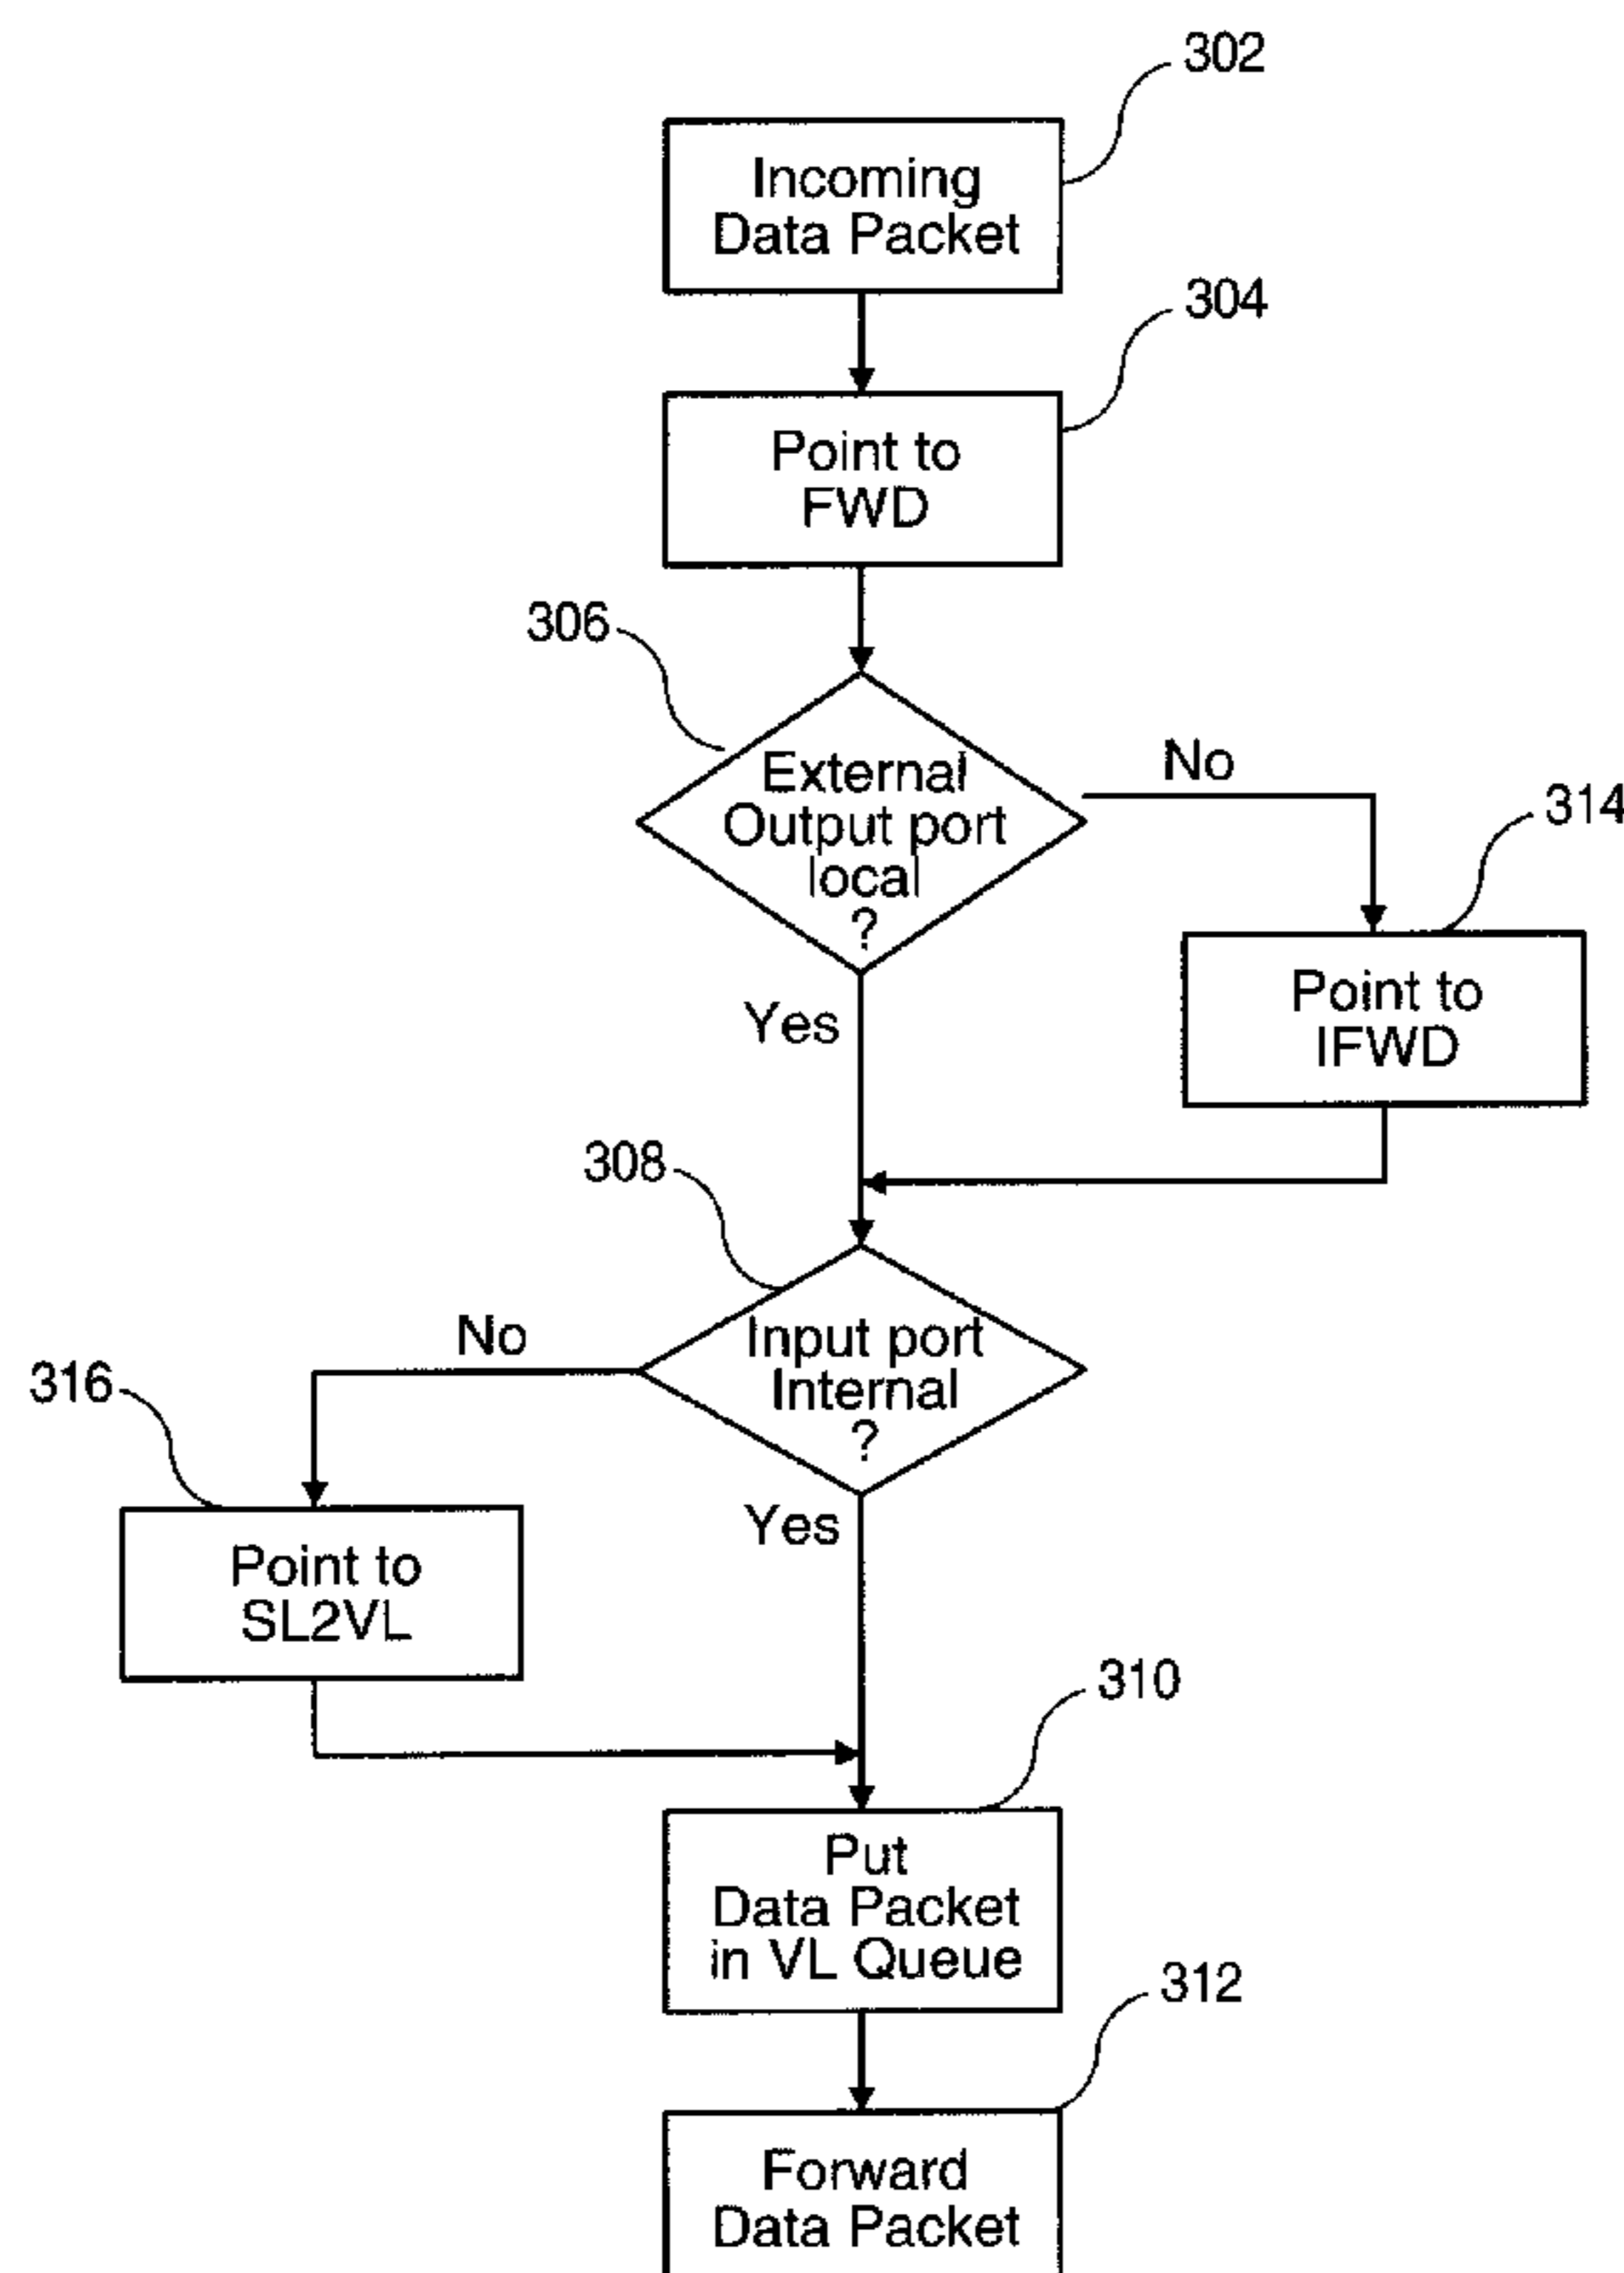 302
Incoming
Data Packet
304
Point to
FWD
306
External
Output port
local
?
No
314
Yes
Point to
IFWD
308
Input port
Internal
?
No
316
Yes
Point to
SL2VL
310
Put
Data Packet
in VL Queue
312
Forward
Data Packet